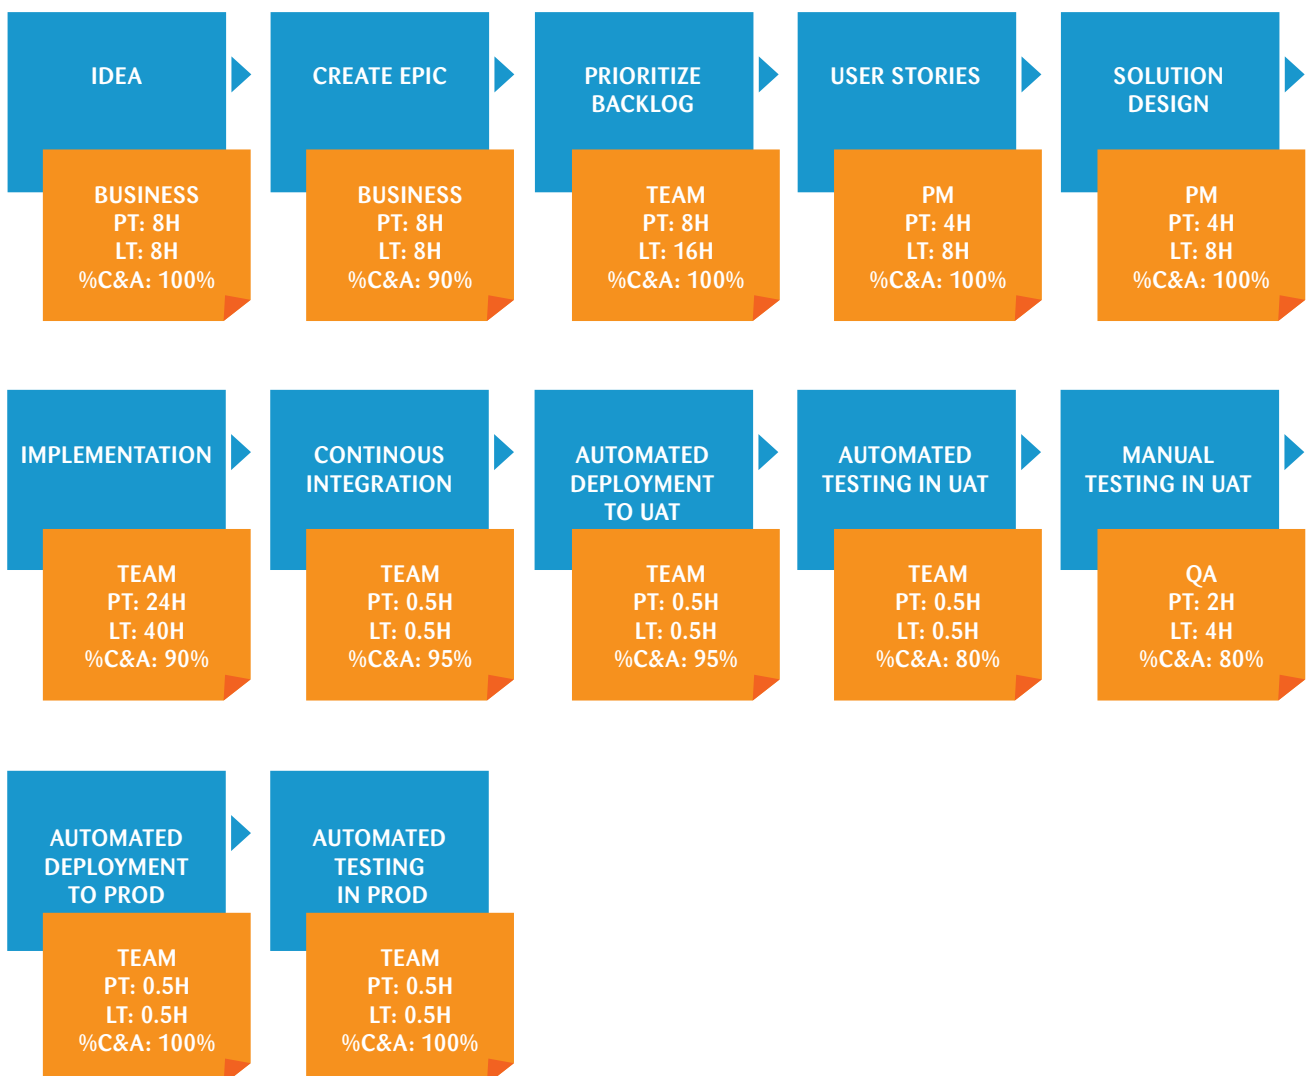 IDEA
BUSINESS
PT: 8H
LT: 8H
%C&A: 100%
CREATE EPIC
BUSINESS
PT: 8H
LT: 8H
%C&A: 90%
PRIORITIZE
BACKLOG
TEAM
PT: 8H
LT: 16H
%C&A: 100%
USER STORIES
PM
PT: 4H
LT: 8H
%C&A: 100%
SOLUTION
DESIGN
PM
PT: 4H
LT: 8H
%C&A: 100%
IMPLEMENTATION
TEAM
PT: 24H
LT: 40H
%C&A: 90%
CONTINOUS
INTEGRATION
TEAM
PT: 0.5H
LT: 0.5H
%C&A: 95%
AUTOMATED
DEPLOYMENT
TO UAT
TEAM
PT: 0.5H
LT: 0.5H
%C&A: 95%
AUTOMATED
TESTING IN UAT
TEAM
PT: 0.5H
LT: 0.5H
%C&A: 80%
MANUAL
TESTING IN UAT
QA
PT: 2H
LT: 4H
%C&A: 80%
AUTOMATED
DEPLOYMENT
TO PROD
TEAM
PT: 0.5H
LT: 0.5H
%C&A: 100%
AUTOMATED
TESTING
IN PROD
TEAM
PT: 0.5H
LT: 0.5H
%C&A: 100%